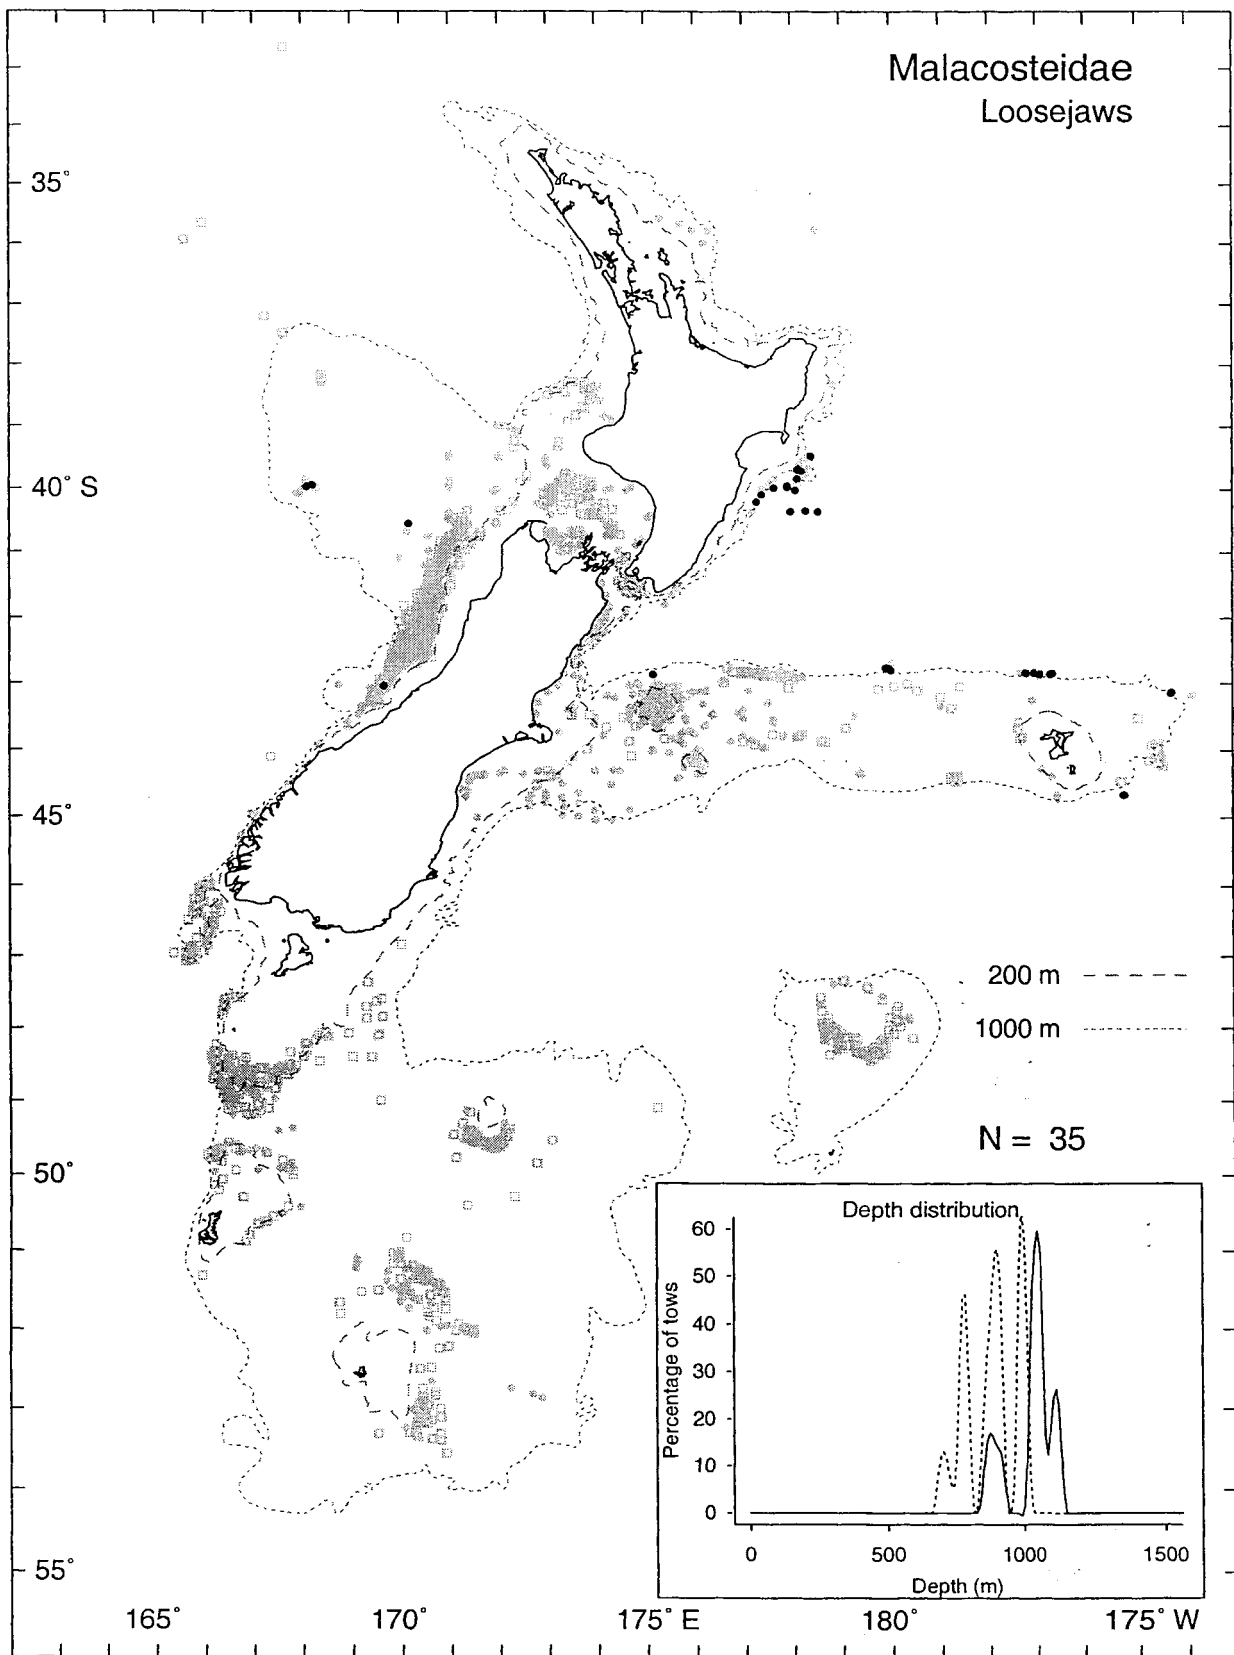 Malacosteidae
Loosejaws
35°
40° S
45°
200 m
1000 m
N = 35
50°
Depth distribution
60
50
40
30
20
10
0
Percentage of tows
0 500 1000 1500
Depth (m)
55°
165° 170° 175° E 180° 175° W